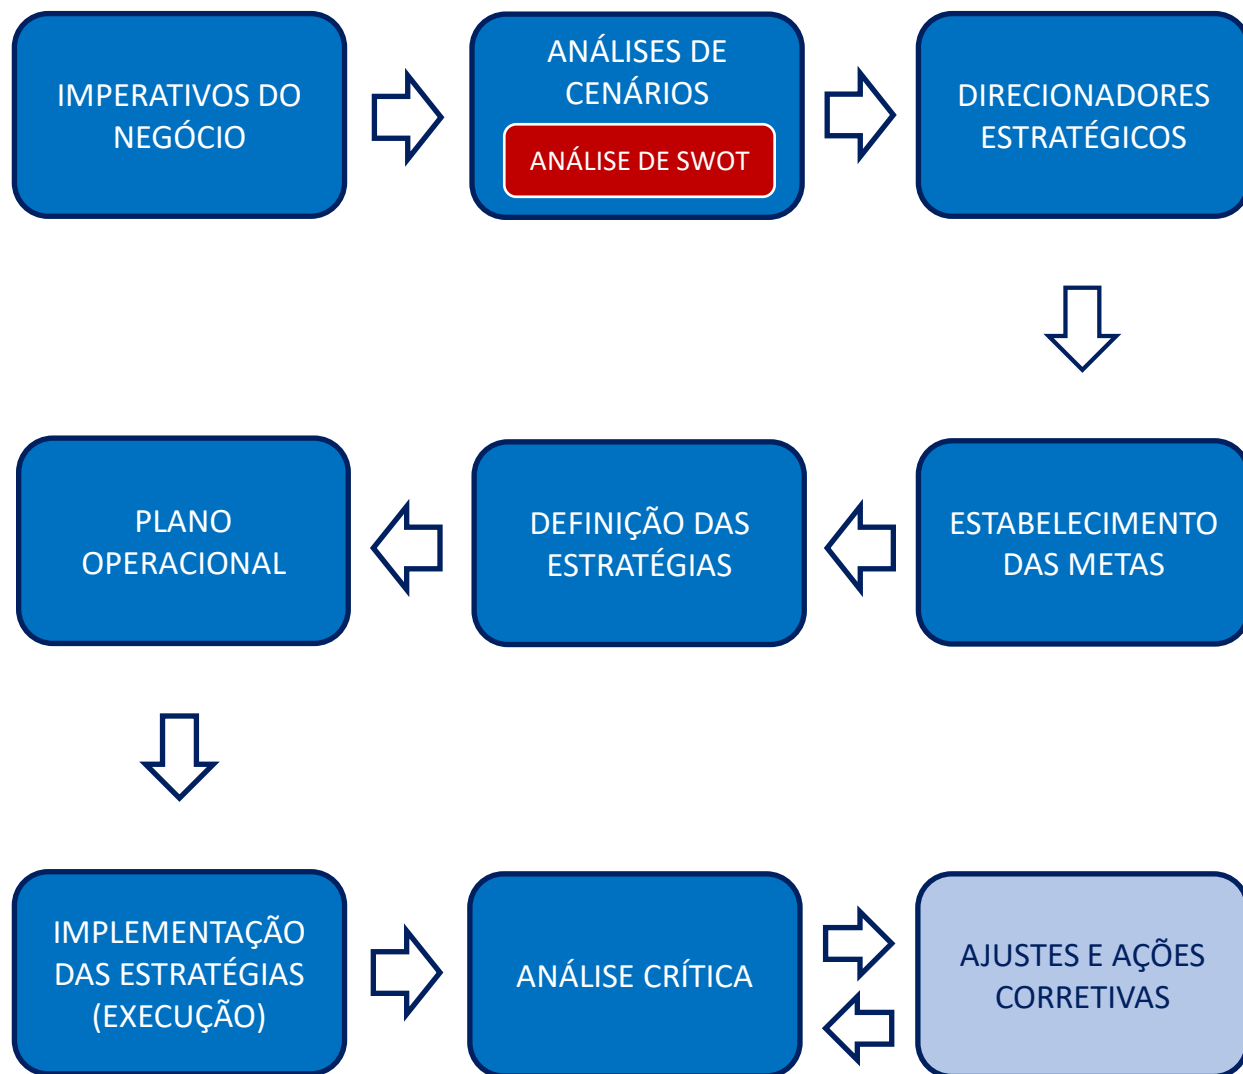 IMPERATIVOS DO
NEGÓCIO
ANÁLISES DE
CENÁRIOS
ANÁLISE DE SWOT
DIRECIONADORES
ESTRATÉGICOS
PLANO
OPERACIONAL
DEFINIÇÃO DAS
ESTRATÉGIAS
ESTABELECIMENTO
DAS METAS
IMPLEMENTAÇÃO
DAS ESTRATÉGIAS
(EXECUÇÃO)
ANÁLISE CRÍTICA
AJUSTES E AÇÕES
CORRETIVAS